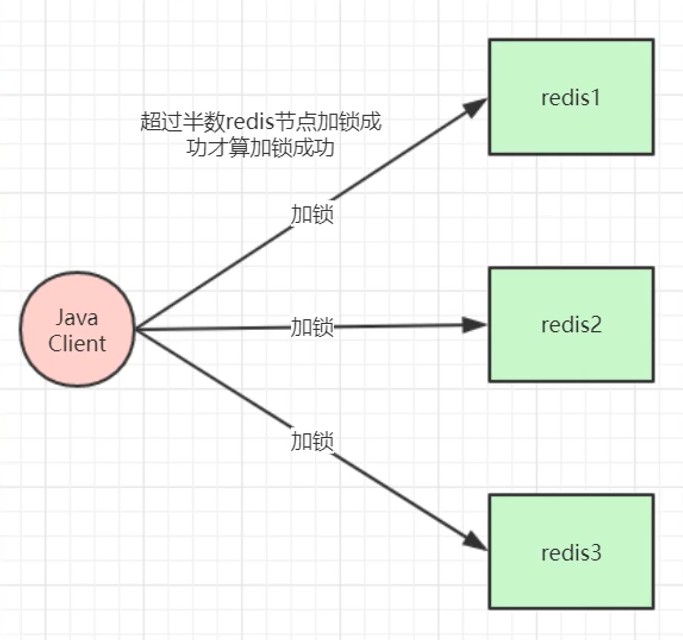 超过半数redis节点加锁成
功才算加锁成功
redis1
加锁
Java
Client
加锁
redis2
加锁
redis3